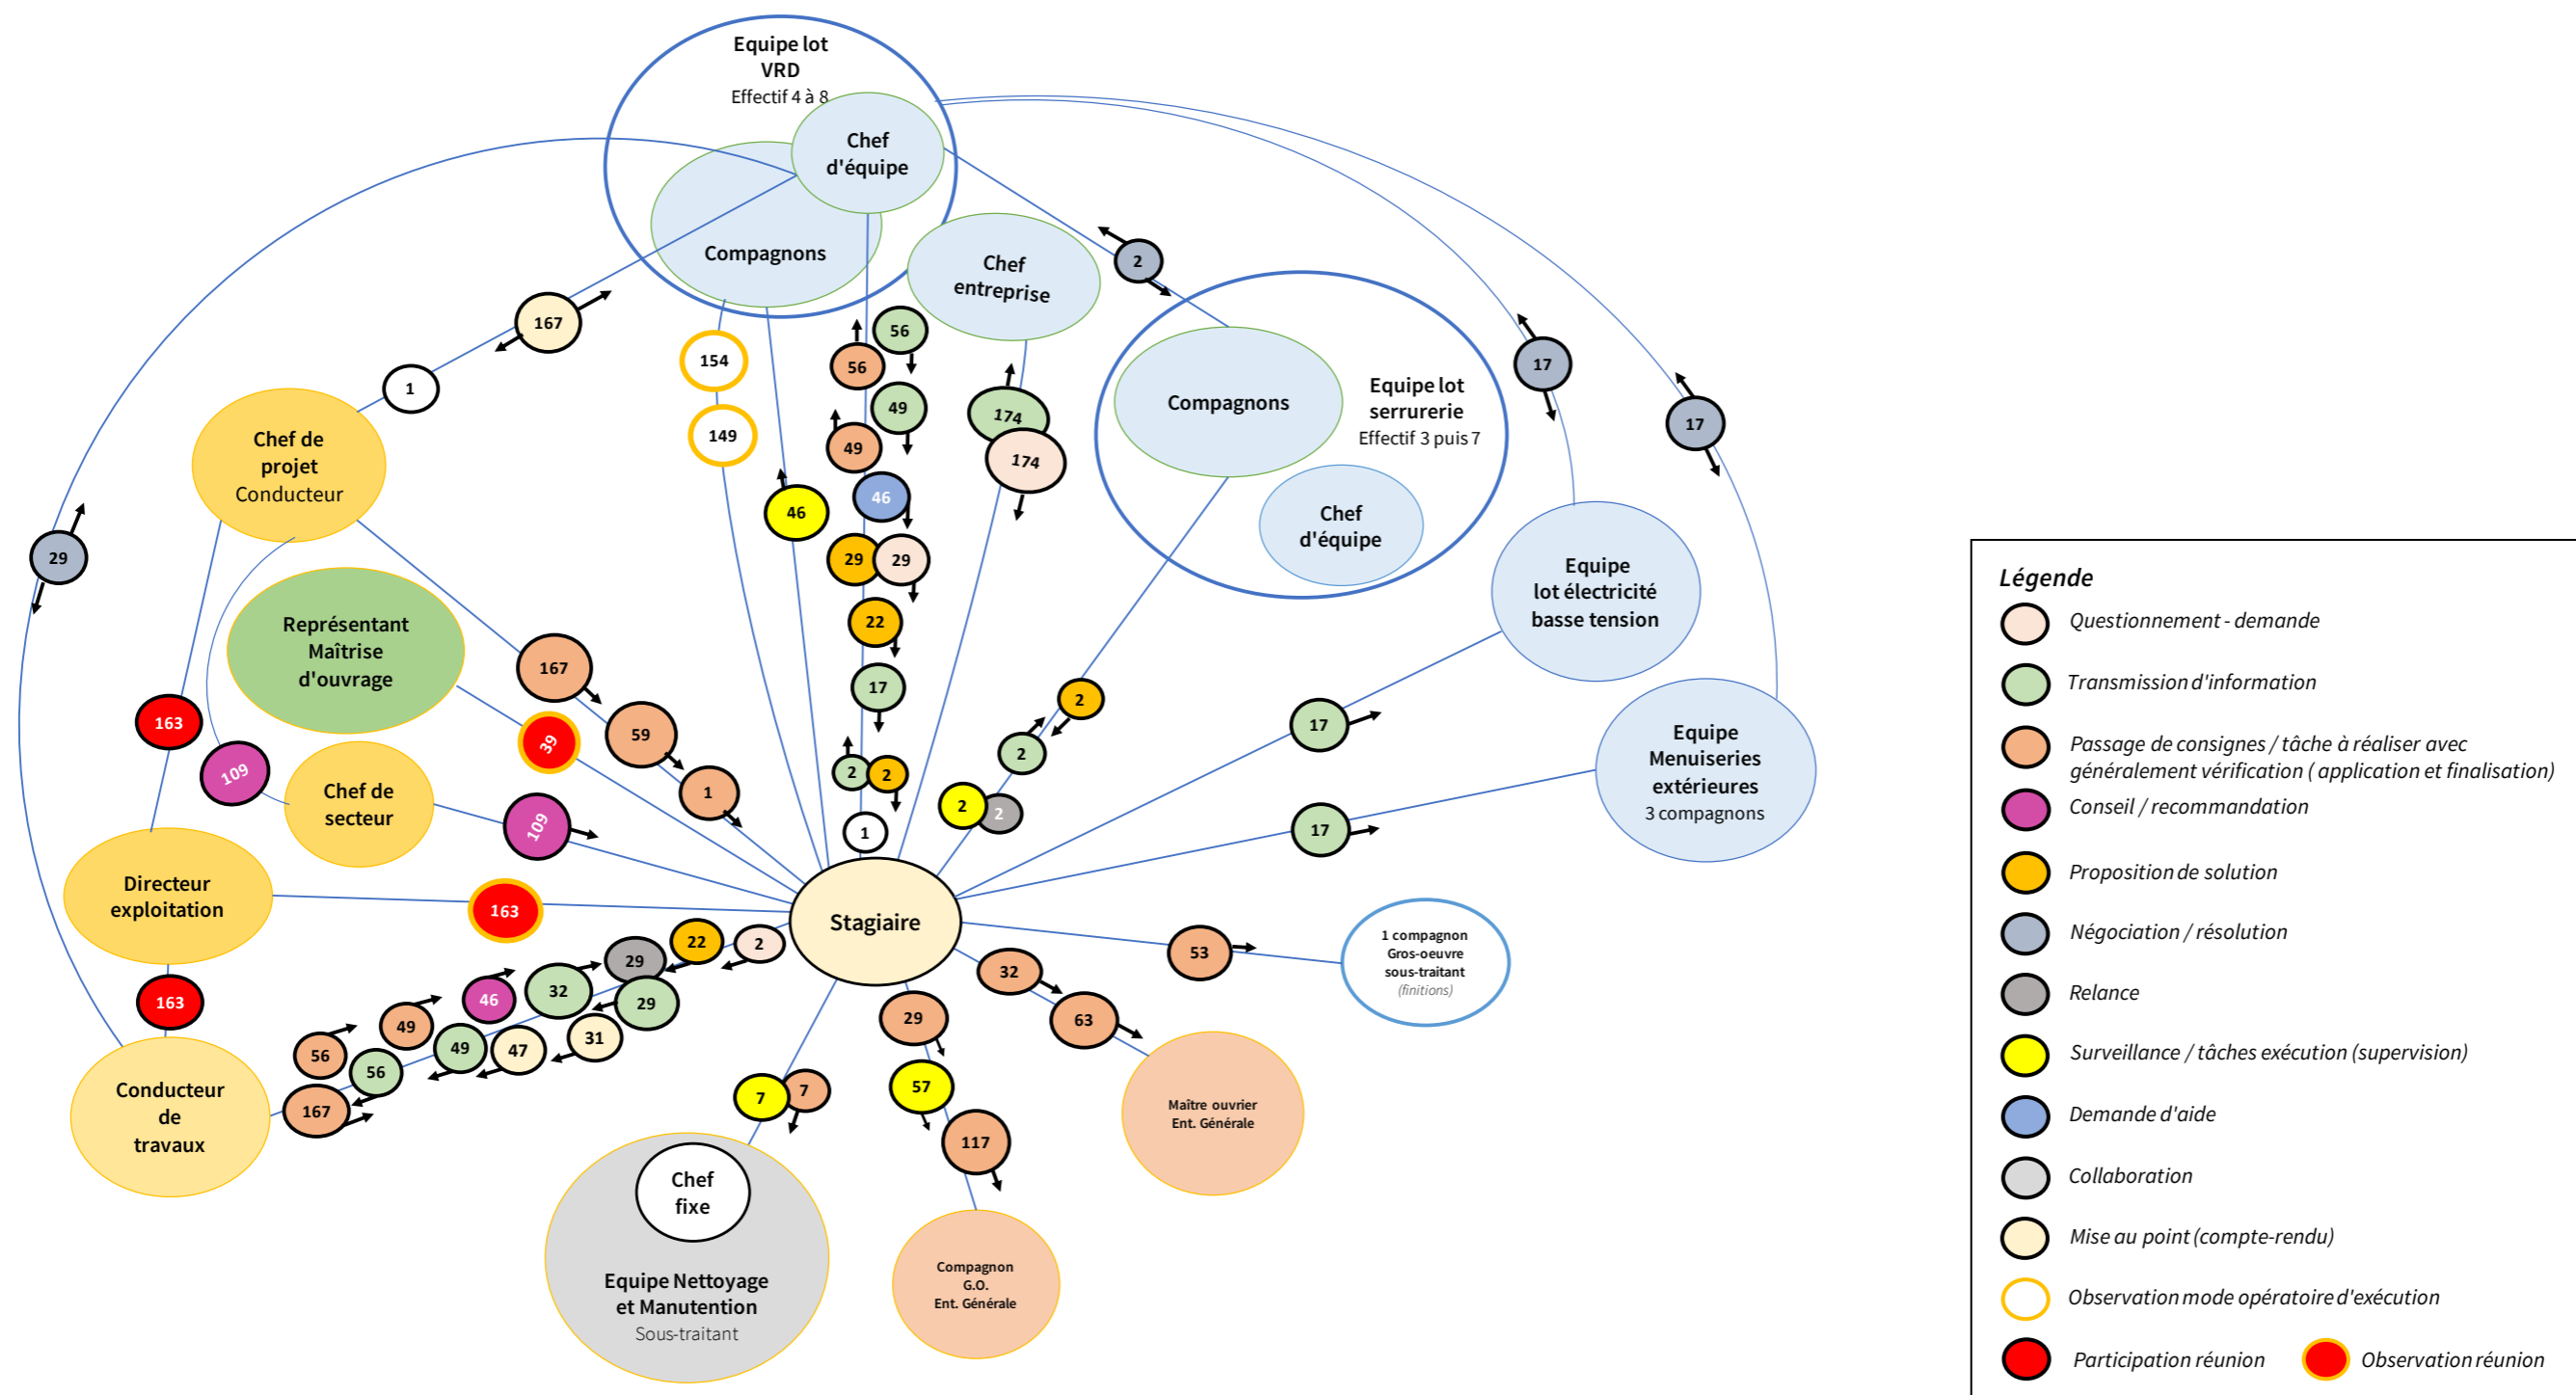 Equipe lot
VRD
Effectif 4 à 8
Chef
d'équipe
Compagnons
Chef
entreprise
2
56
56
49
49
174
174
167
1
154
149
46
46
29
29
22
17
2
2
1
Compagnons
Equipe lot
serrurerie
Effectif 3 puis 7
Chef
d'équipe
17
17
Chef de
projet
Conducteur
29
Représentant
Maîtrise
d'ouvrage
167
59
1
163
39
109
Chef de
secteur
109
Directeur
exploitation
163
163
Stagiaire
2
2
2
2
Equipe
lot électricité
basse tension
17
Equipe
Menuiseries
extérieures
3 compagnons
17
2
22
29
29
32
31
46
47
49
49
56
56
167
Conducteur
de
travaux
53
1 compagnon
Gros-oeuvre
sous-traitant
(finitions)
32
63
Maître ouvrier
Ent. Générale
29
57
117
Compagnon
G.O.
Ent. Générale
7
7
Chef
fixe
Equipe Nettoyage
et Manutention
Sous-traitant
Légende
Questionnement - demande
Transmission d'information
Passage de consignes / tâche à réaliser avec
généralement vérification ( application et finalisation)
Conseil / recommandation
Proposition de solution
Négociation / résolution
Relance
Surveillance / tâches exécution (supervision)
Demande d'aide
Collaboration
Mise au point (compte-rendu)
Observation mode opératoire d'exécution
Participation réunion
Observation réunion